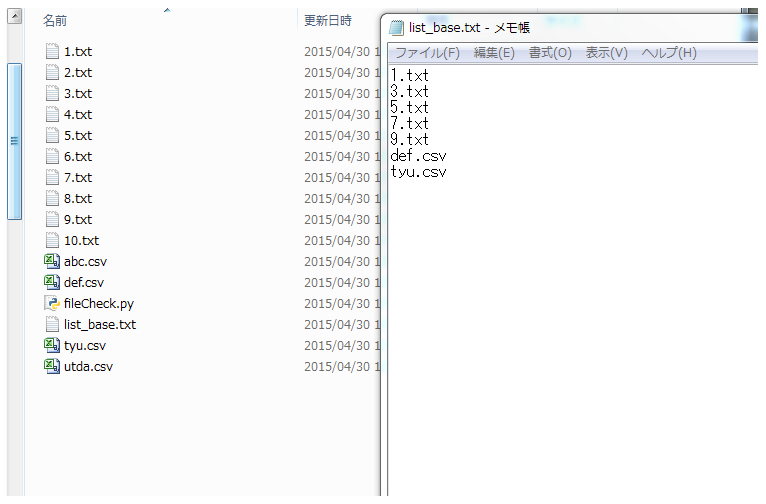 名前 更新日時
1.txt 2015/04/30 1
2.txt 2015/04/30 1
3.txt 2015/04/30 1
4.txt 2015/04/30 1
5.txt 2015/04/30 1
6.txt 2015/04/30 1
7.txt 2015/04/30 1
8.txt 2015/04/30 1
9.txt 2015/04/30 1
10.txt 2015/04/30 1
abc.csv 2015/04/30 1
def.csv 2015/04/30 1
fileCheck.py 2015/04/30 1
list_base.txt 2015/04/30 1
tyu.csv 2015/04/30 1
utda.csv 2015/04/30 1
list_base.txt - メモ帳
ファイル(F) 編集(E) 書式(O) 表示(V) ヘルプ(H)
1.txt
3.txt
5.txt
7.txt
9.txt
def.csv
tyu.csv